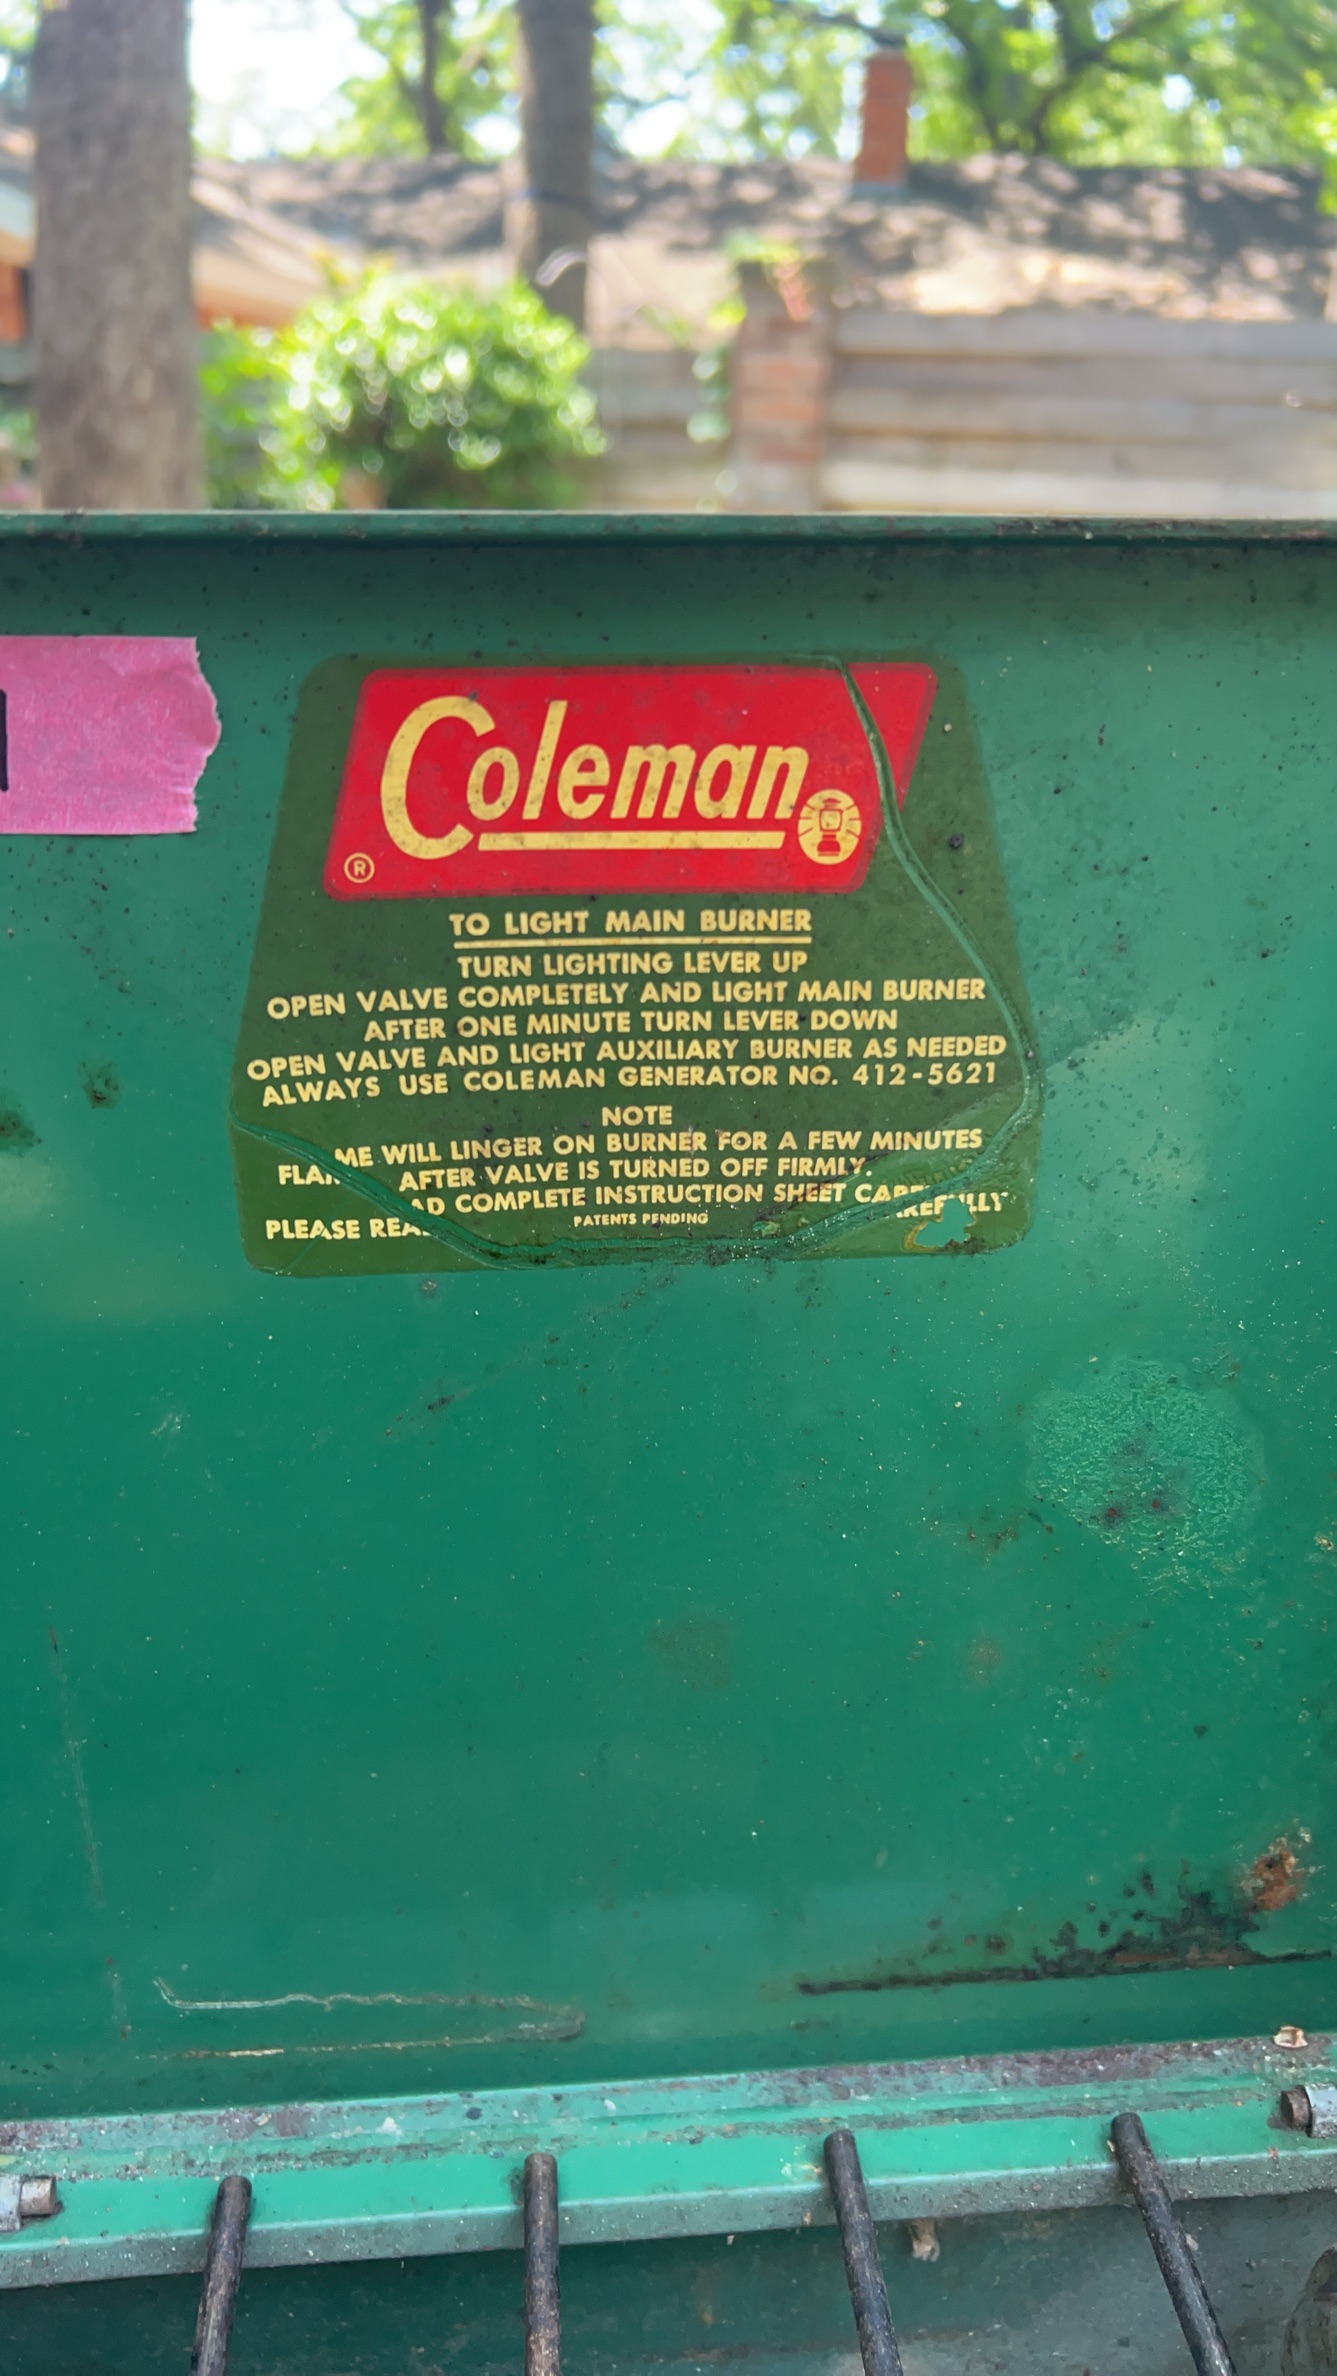 Coleman
®
TO LIGHT MAIN BURNER
TURN LIGHTING LEVER UP
OPEN VALVE COMPLETELY AND LIGHT MAIN BURNER
AFTER ONE MINUTE TURN LEVER DOWN
OPEN VALVE AND LIGHT AUXILIARY BURNER AS NEEDED
ALWAYS USE COLEMAN GENERATOR NO. 412-5621
NOTE
FLAME WILL LINGER ON BURNER FOR A FEW MINUTES
AFTER VALVE IS TURNED OFF FIRMLY.
PLEASE READ COMPLETE INSTRUCTION SHEET CAREFULLY
PATENTS PENDING